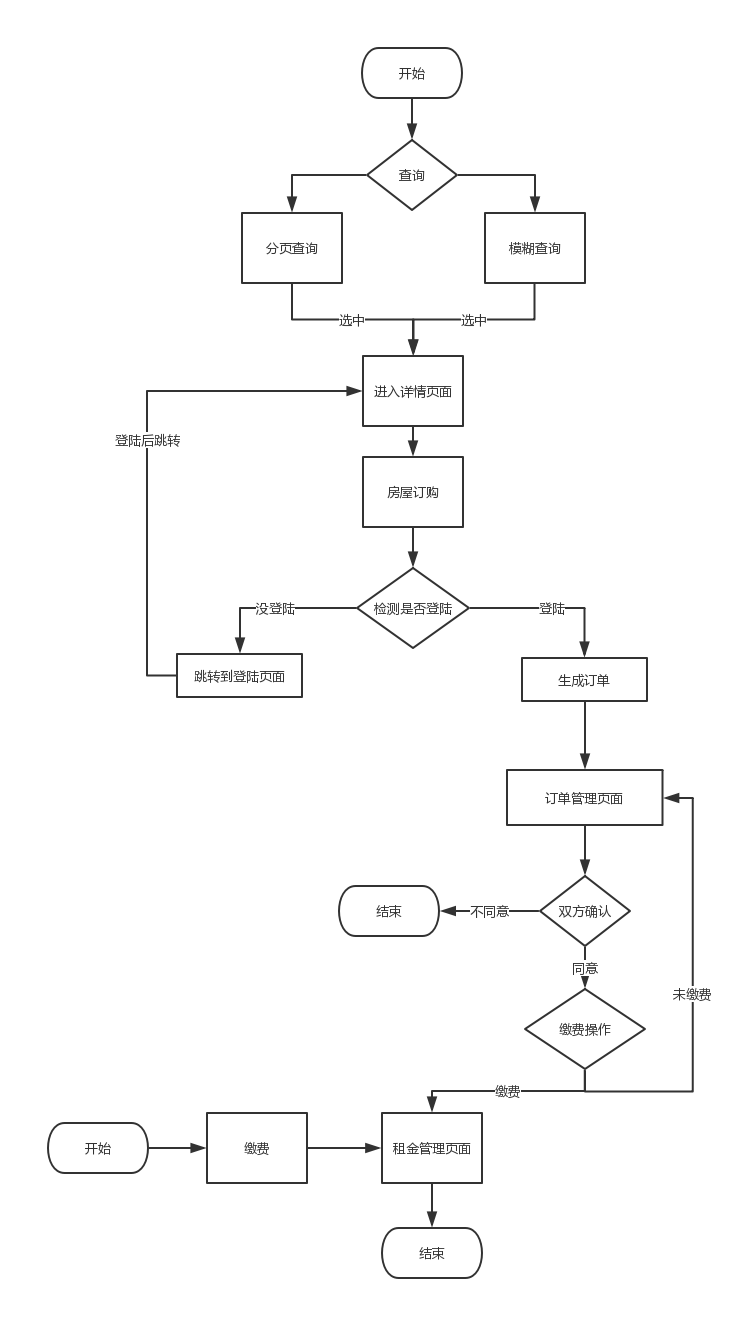 开始
查询
分页查询
模糊查询
选中
选中
进入详情页面
登陆后跳转
房屋订购
没登陆
检测是否登陆
登陆
跳转到登陆页面
生成订单
订单管理页面
结束
不同意
双方确认
同意
未缴费
缴费操作
缴费
开始
缴费
租金管理页面
结束